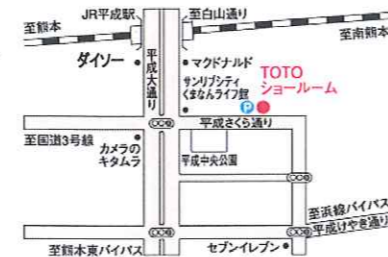 至熊本
JR平成駅
至白山通り
至南熊本
ダイソー
平成大通り
マクドナルド
サンリブシティ
くまなんライフ館
TOTO
ショールーム
P
平成さくら通り
至国道3号線
カメラの
キタムラ
平成中央公園
至浜線バイパス
平成けやき通り
至熊本東バイパス
セブンイレブン